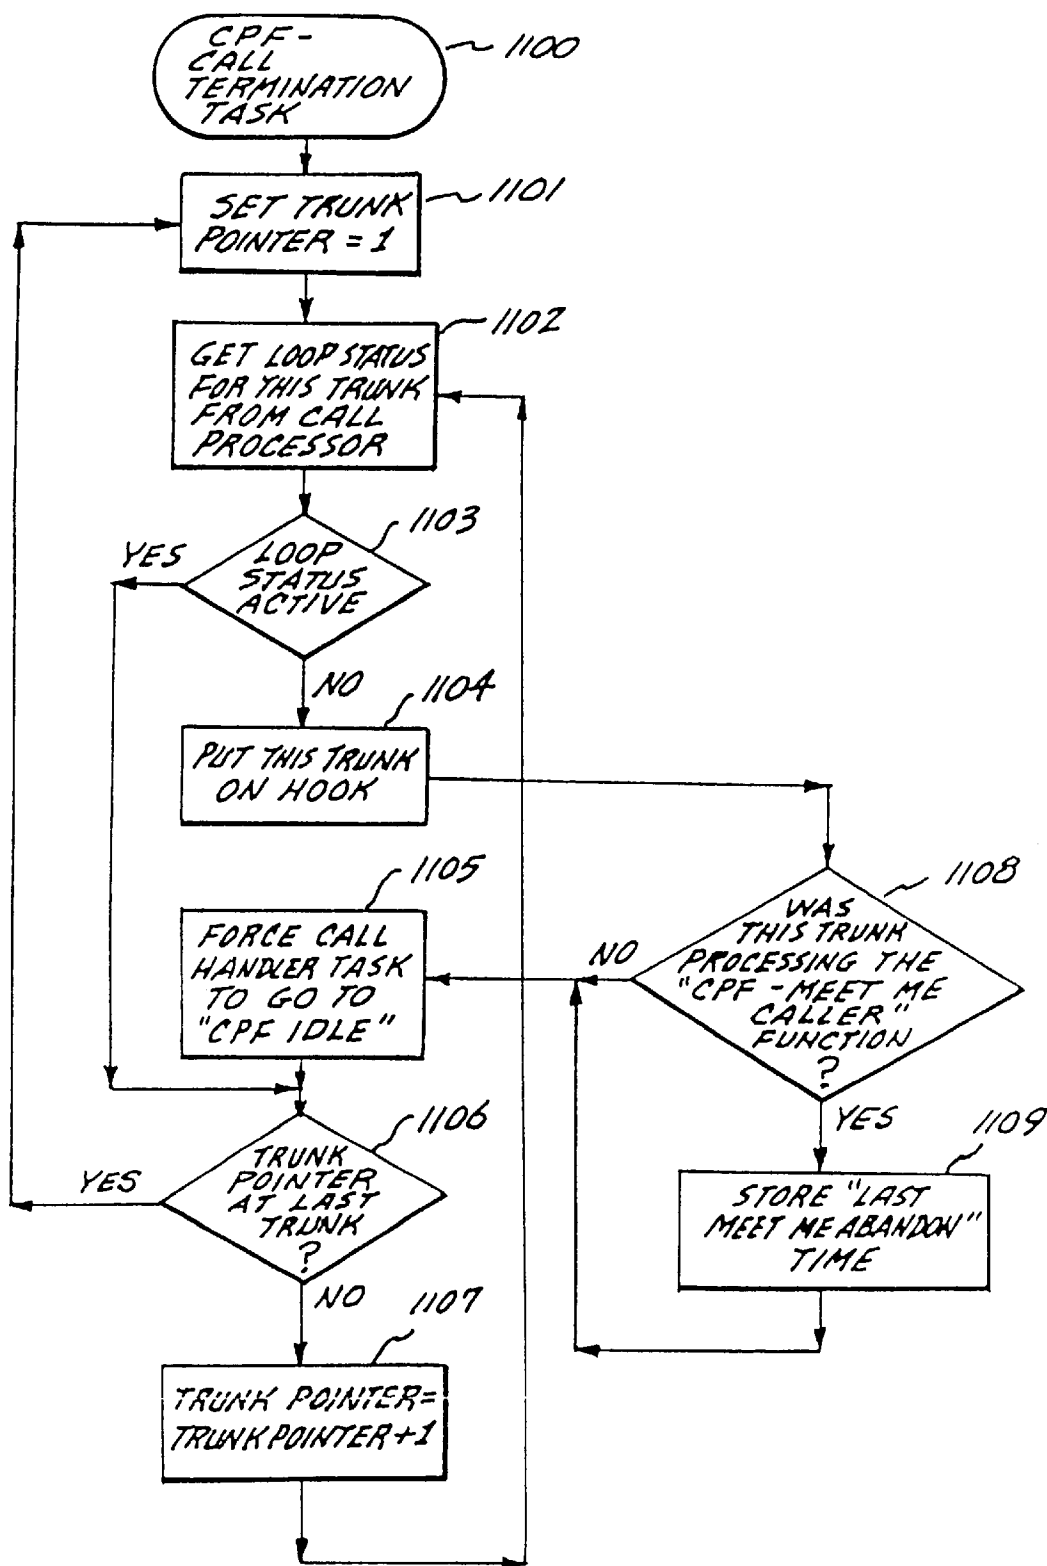 CPF-
CALL
TERMINATION
TASK
1100
SET TRUNK
POINTER = 1
1101
GET LOOP STATUS
FOR THIS TRUNK
FROM CALL
PROCESSOR
1102
LOOP
STATUS
ACTIVE
1103
YES
NO
PUT THIS TRUNK
ON HOOK
1104
WAS
THIS TRUNK
PROCESSING THE
"CPF - MEET ME
CALLER"
FUNCTION
?
1108
NO
YES
STORE "LAST
MEET ME ABANDON"
TIME
1109
FORCE CALL
HANDLER TASK
TO GO TO
"CPF IDLE"
1105
TRUNK
POINTER
AT LAST
TRUNK
?
1106
YES
NO
TRUNK POINTER=
TRUNK POINTER+1
1107